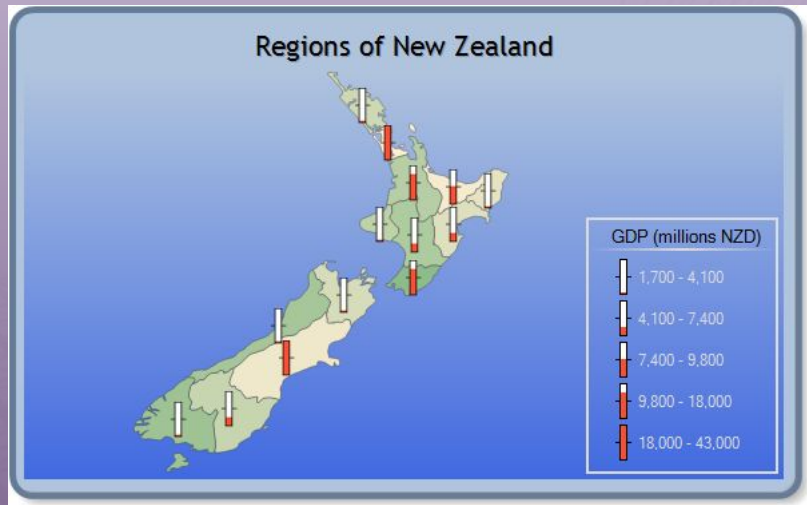 Regions of New Zealand
GDP (millions NZD)
1,700 - 4,100
4,100 - 7,400
7,400 - 9,800
9,800 - 18,000
18,000 - 43,000